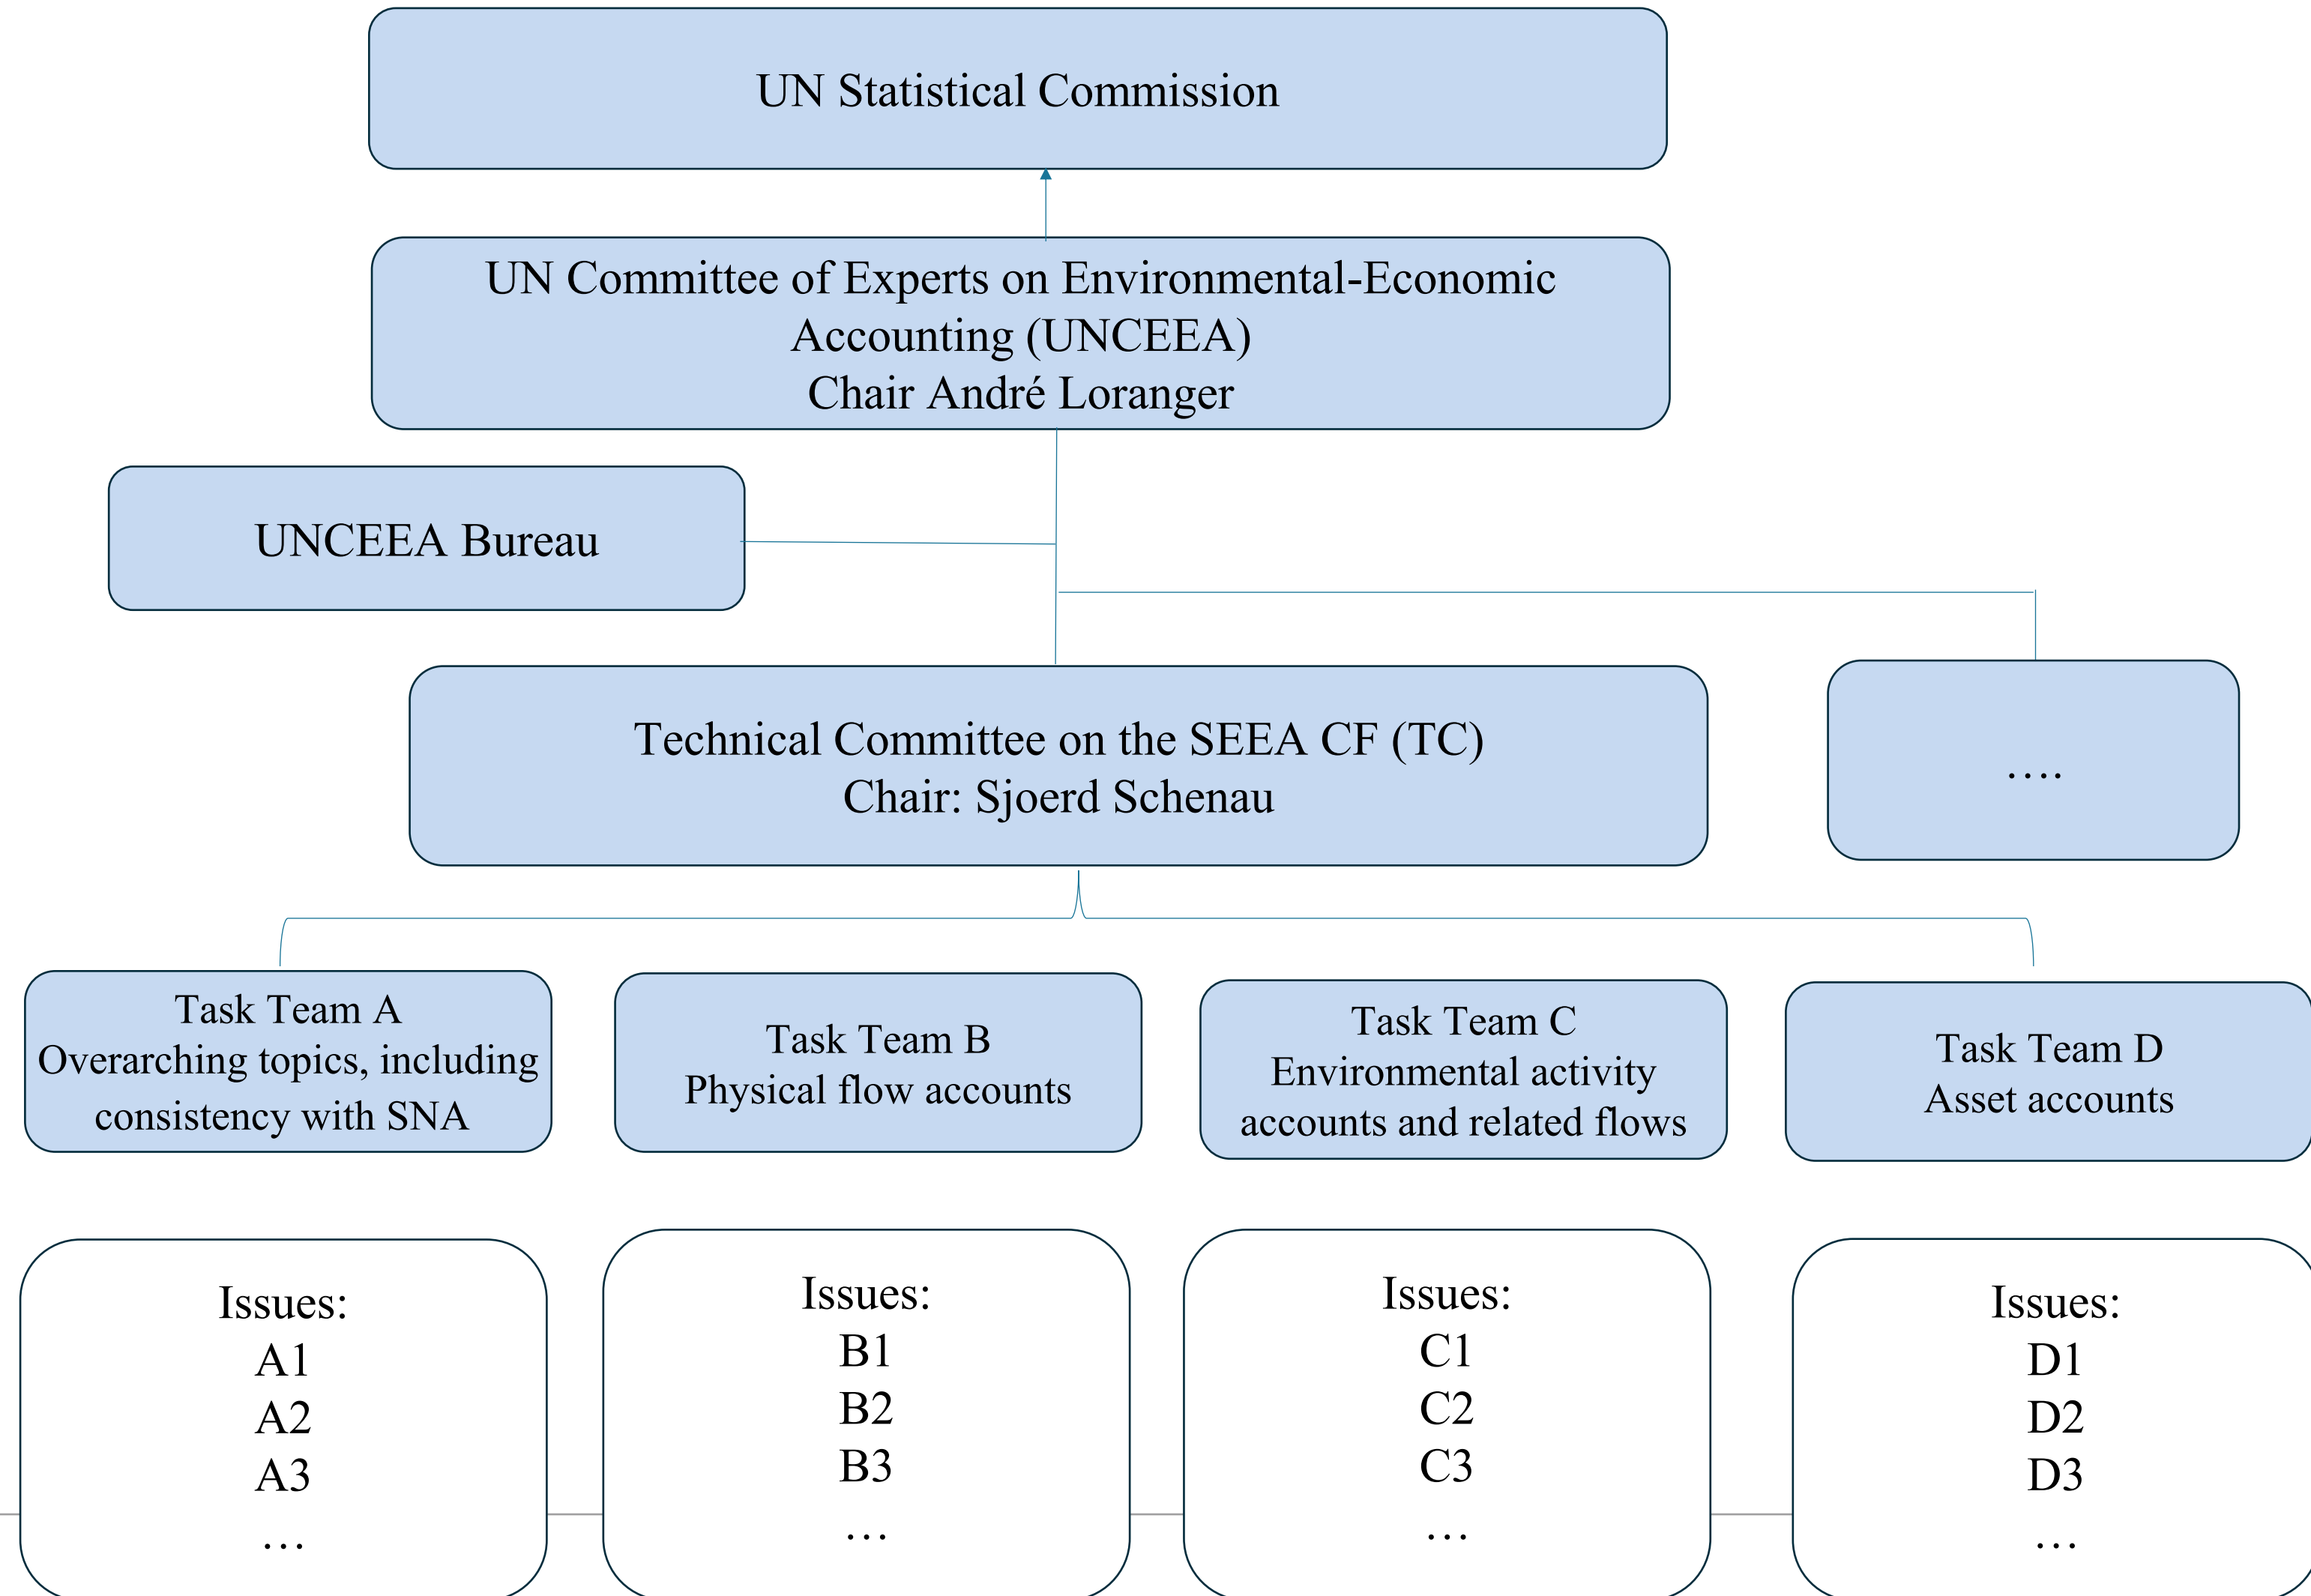 UN Statistical Commission
UN Committee of Experts on Environmental-Economic
Accounting (UNCEEA)
Chair André Loranger
UNCEEA Bureau
Technical Committee on the SEEA CF (TC)
Chair: Sjoerd Schenau
….
Task Team A
Overarching topics, including
consistency with SNA
Task Team B
Physical flow accounts
Task Team C
Environmental activity
accounts and related flows
Task Team D
Asset accounts
Issues:
A1
A2
A3
…
Issues:
B1
B2
B3
…
Issues:
C1
C2
C3
…
Issues:
D1
D2
D3
…